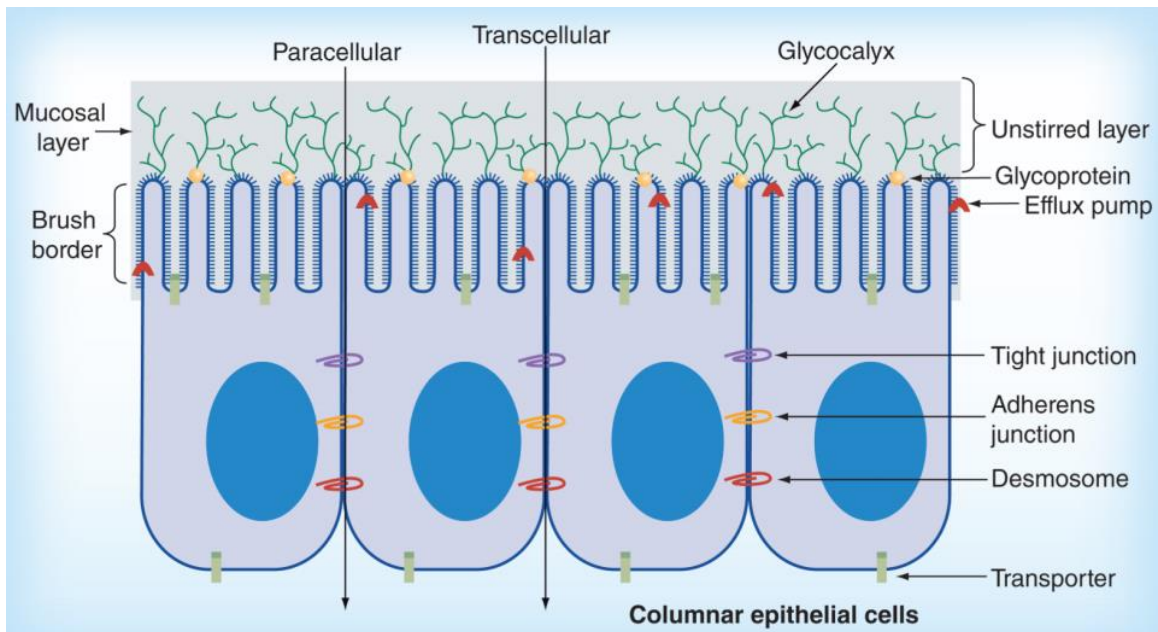 Paracellular
Transcellular
Glycocalyx
Mucosal
layer
Unstirred layer
Glycoprotein
Efflux pump
Brush
border
Tight junction
Adherens
junction
Desmosome
Transporter
Columnar epithelial cells